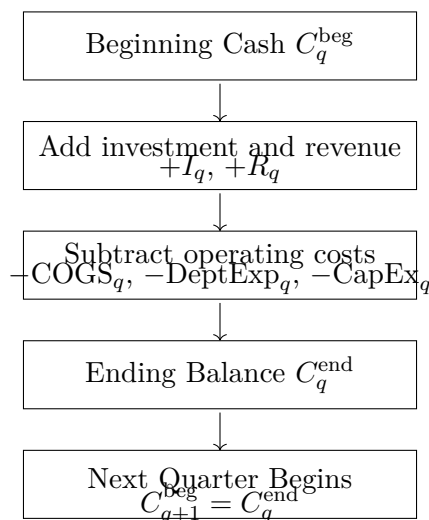 Beginning Cash $C_q^{\text{beg}}$
Add investment and revenue
$+I_q$, $+R_q$
Subtract operating costs
$-\text{COGS}_q$, $-\text{DeptExp}_q$, $-\text{CapEx}_q$
Ending Balance $C_q^{\text{end}}$
Next Quarter Begins
$C_{q+1}^{\text{beg}} = C_q^{\text{end}}$